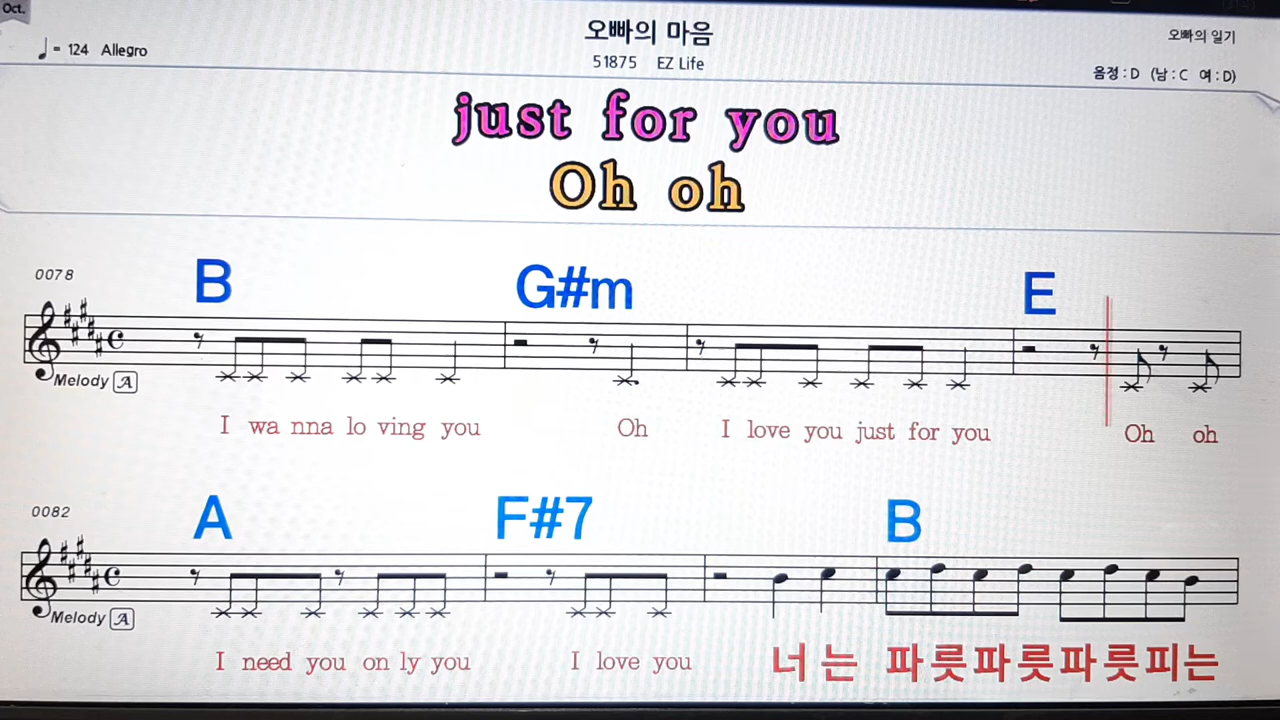 Oct.
오빠의 마음
오빠의 일기
♩= 124 Allegro
51875 EZ Life
음정 : D (남 : C 여 : D)
just for you
Oh oh
0078
B G#m E
Melody A
I wa nna lo ving you Oh I love you just for you Oh oh
0082
A F#7 B
Melody A
I need you on ly you I love you 너 는 파릇파릇파릇피는